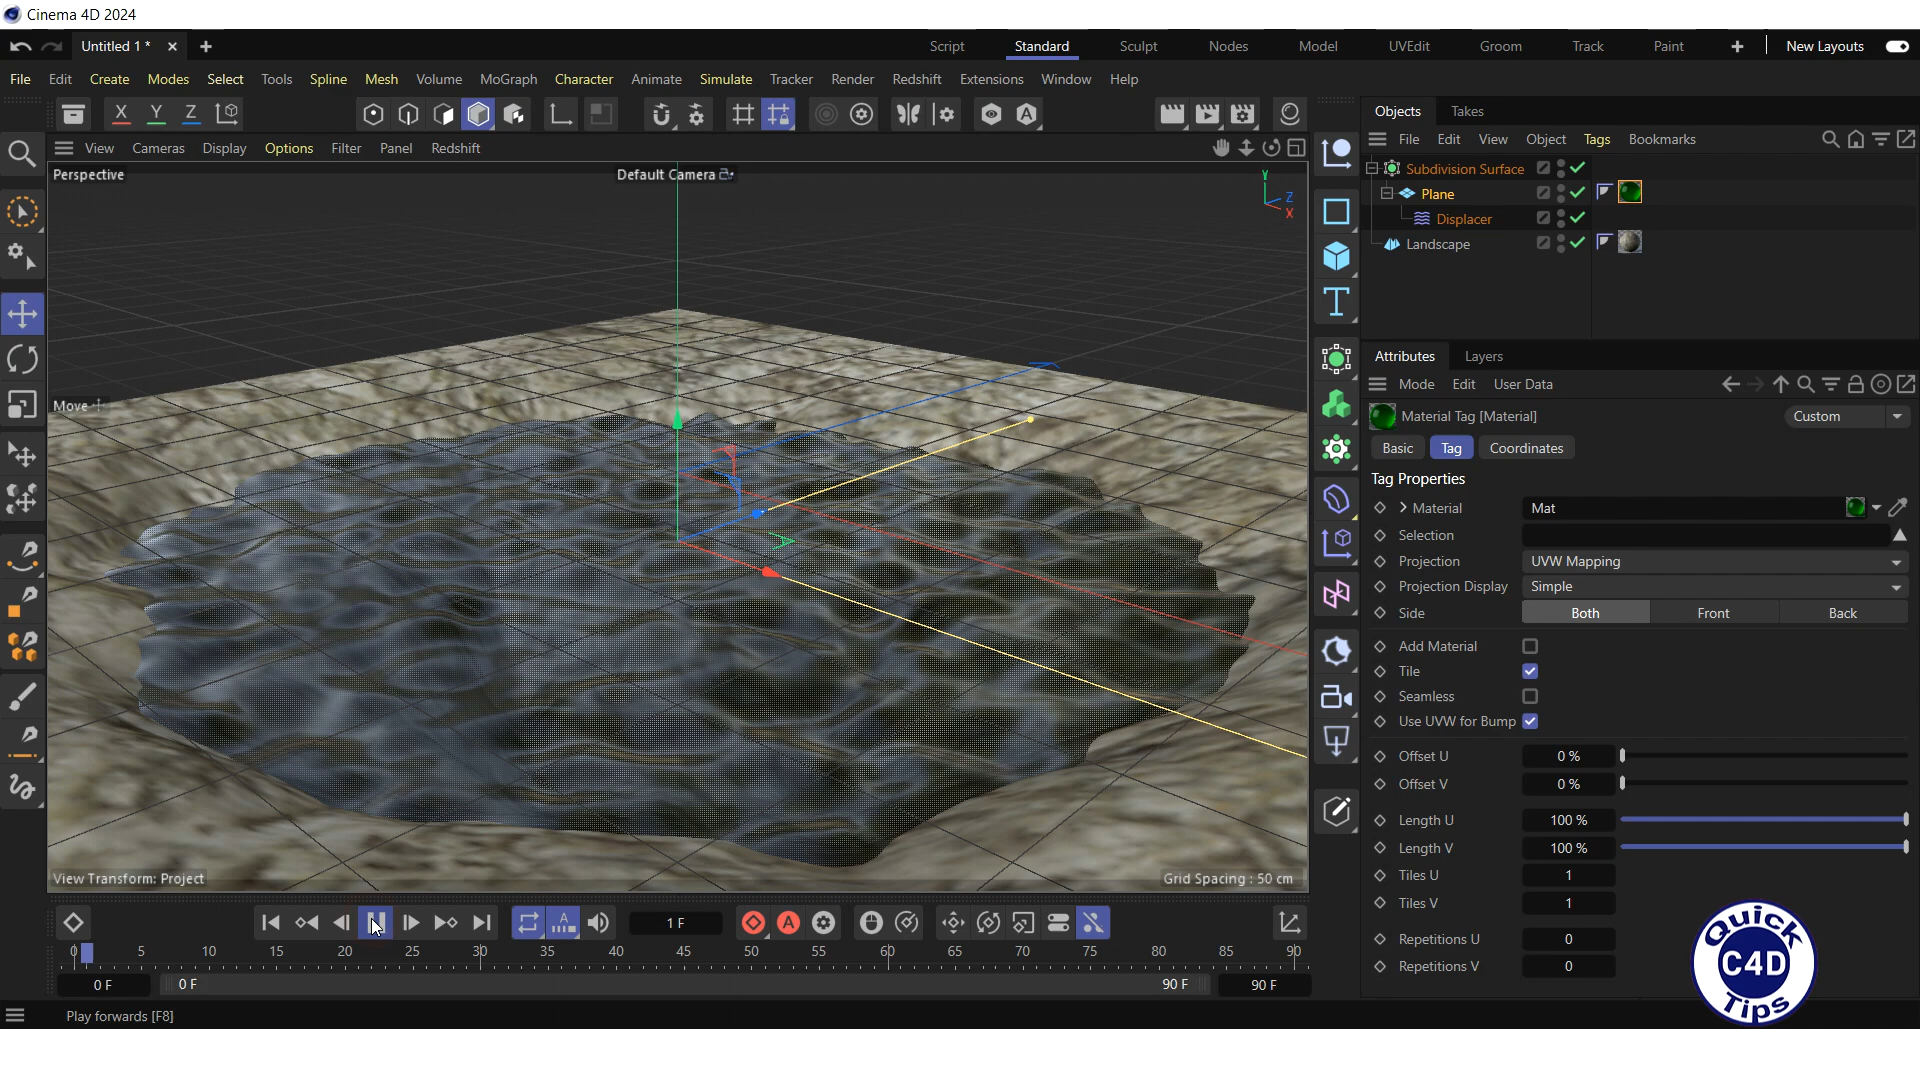 Cinema 4D 2024
Untitled 1 *
Script Standard Sculpt Nodes Model UVEdit Groom Track Paint New Layouts
File Edit Create Modes Select Tools Spline Mesh Volume MoGraph Character Animate Simulate Tracker Render Redshift Extensions Window Help
X Y Z
Objects Takes
View Cameras Display Options Filter Panel Redshift
File Edit View Object Tags Bookmarks
Perspective
Default Camera
Y
Z
X
Subdivision Surface
Plane
Displacer
Landscape
Move
View Transform: Project
Grid Spacing : 50 cm
Attributes Layers
Mode Edit User Data
Material Tag [Material]
Custom
Basic Tag Coordinates
Tag Properties
Material Mat
Selection
Projection UVW Mapping
Projection Display Simple
Side Both Front Back
Add Material
Tile
Seamless
Use UVW for Bump
Offset U 0 %
Offset V 0 %
Length U 100 %
Length V 100 %
Tiles U 1
Tiles V 1
Repetitions U 0
Repetitions V 0
1 F
0 5 10 15 20 25 30 35 40 45 50 55 60 65 70 75 80 85 90
0 F 0 F 90 F 90 F
Play forwards [F8]
Quick
C4D
Tips